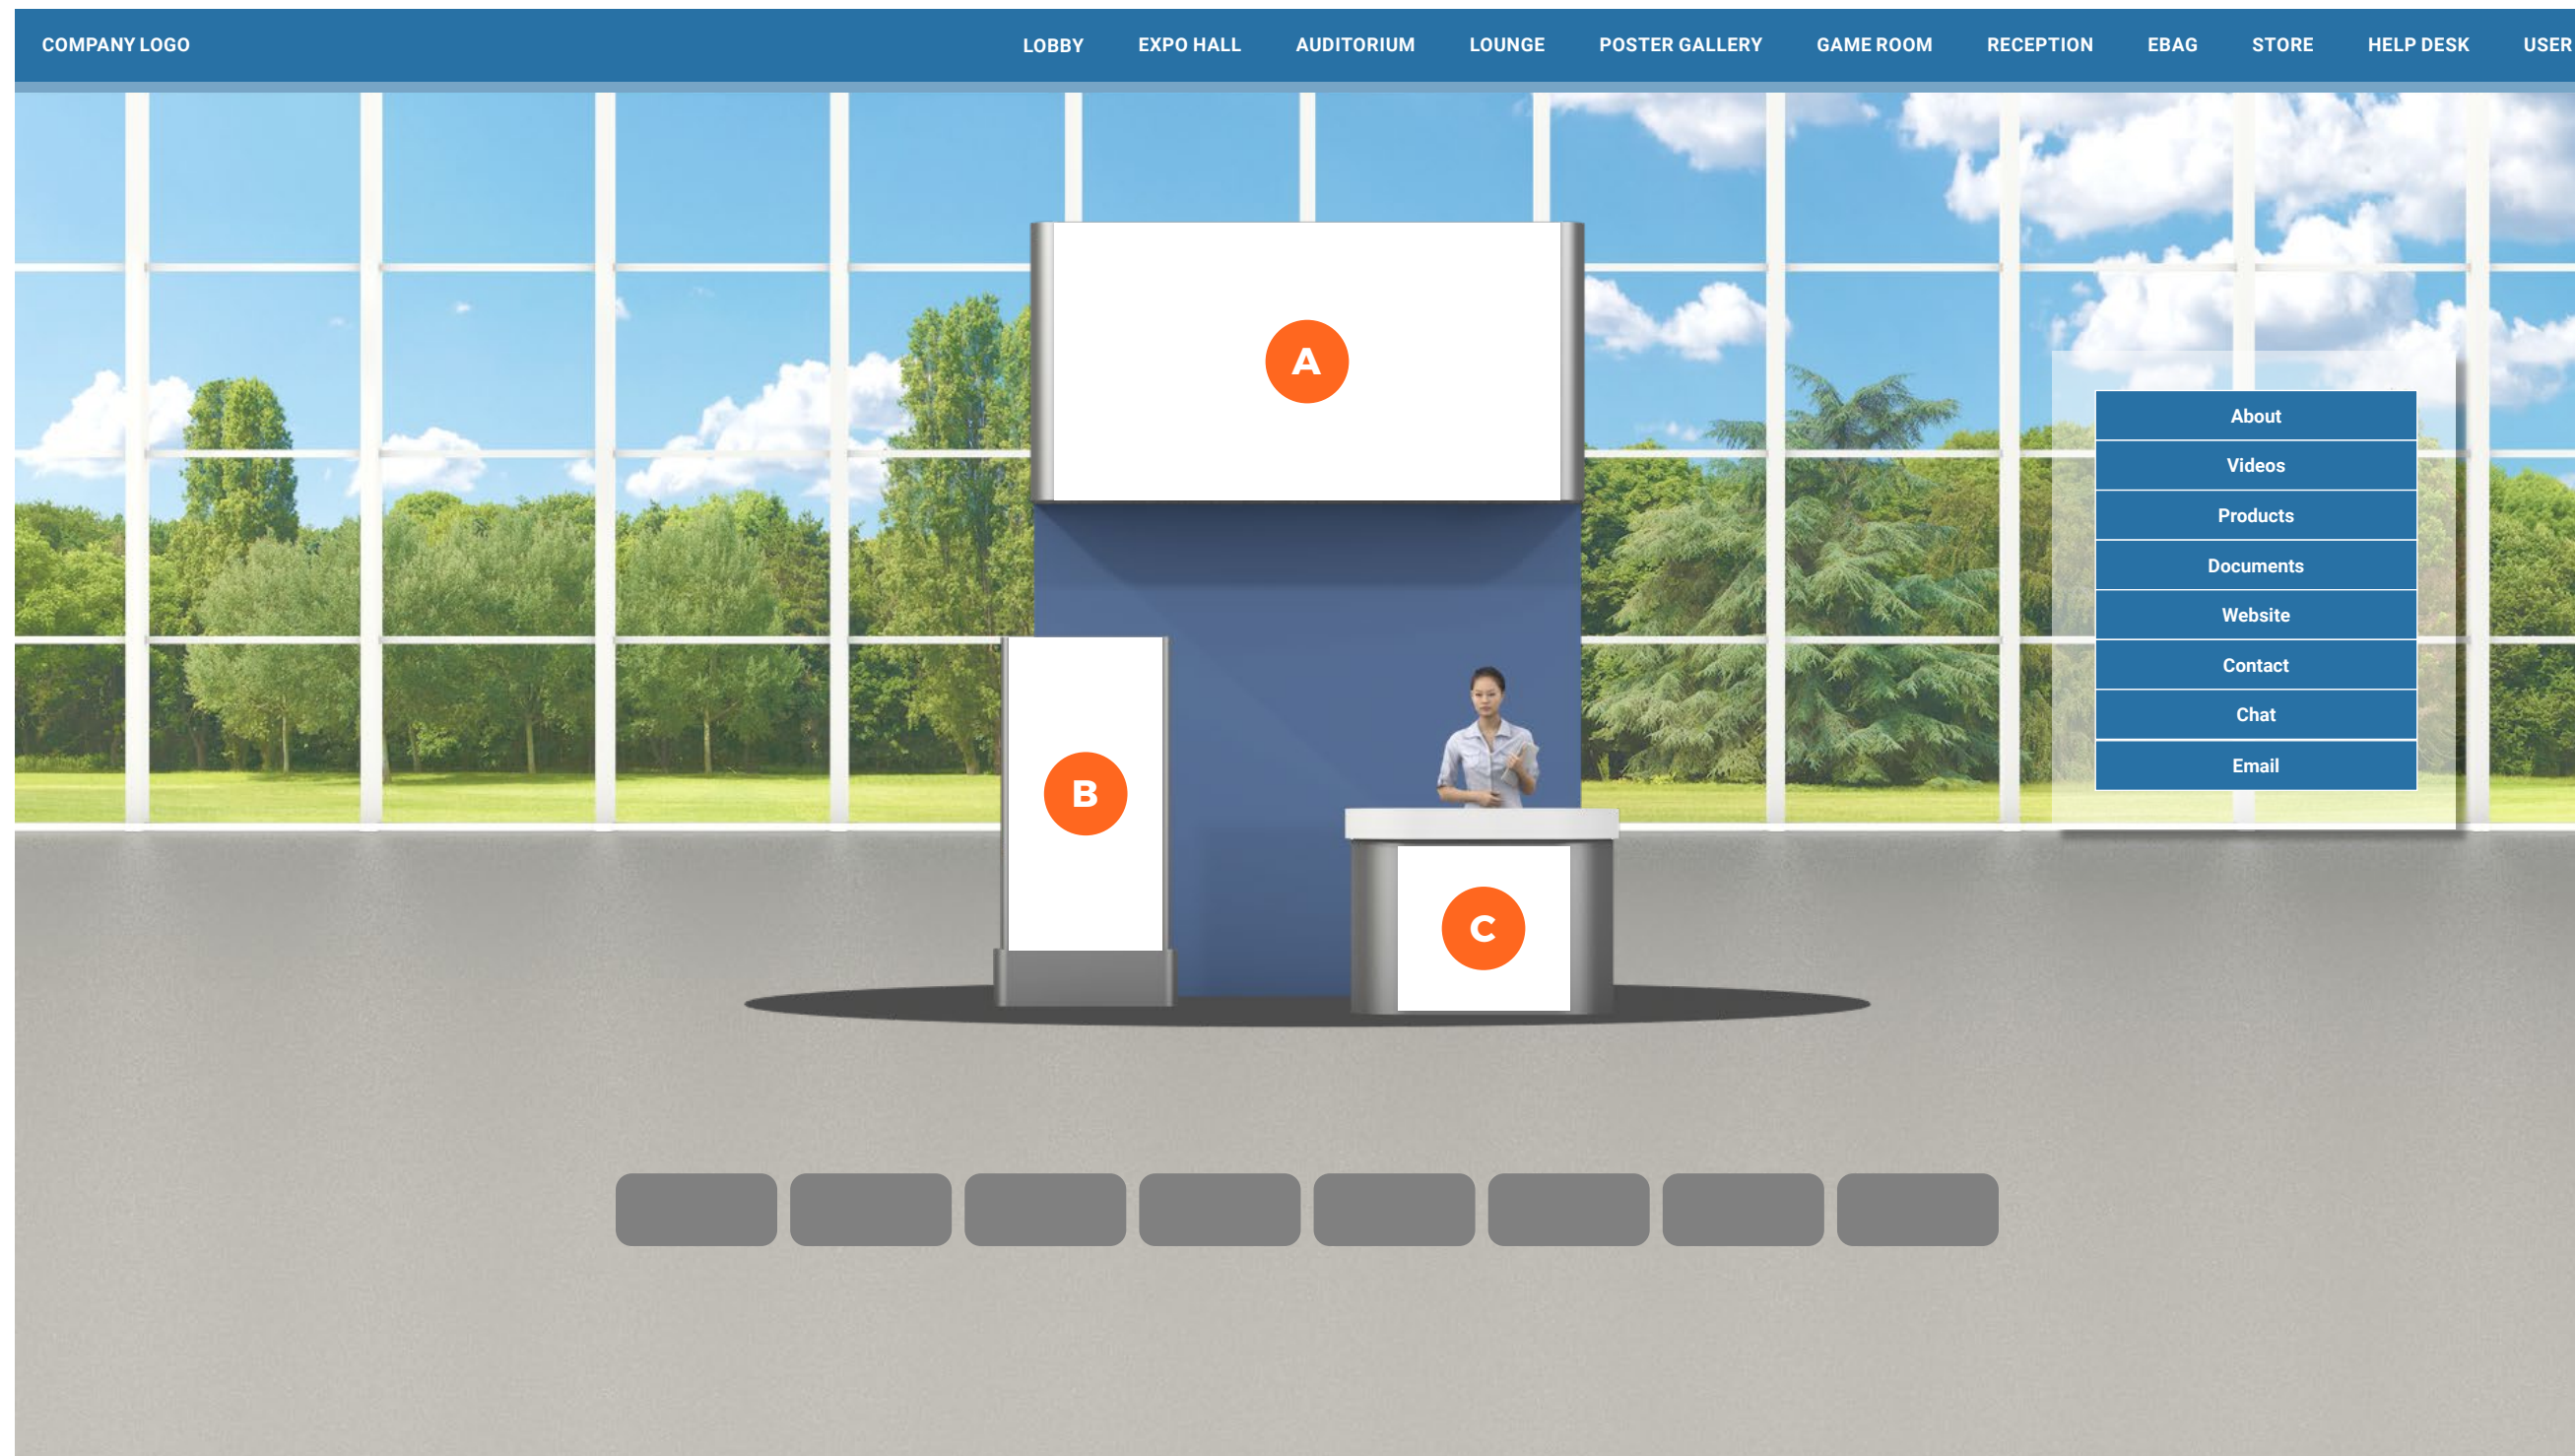 COMPANY LOGO
LOBBY EXPO HALL AUDITORIUM LOUNGE POSTER GALLERY GAME ROOM RECEPTION EBAG STORE HELP DESK USER
A
About
Videos
Products
Documents
Website
Contact
Chat
Email
B
C